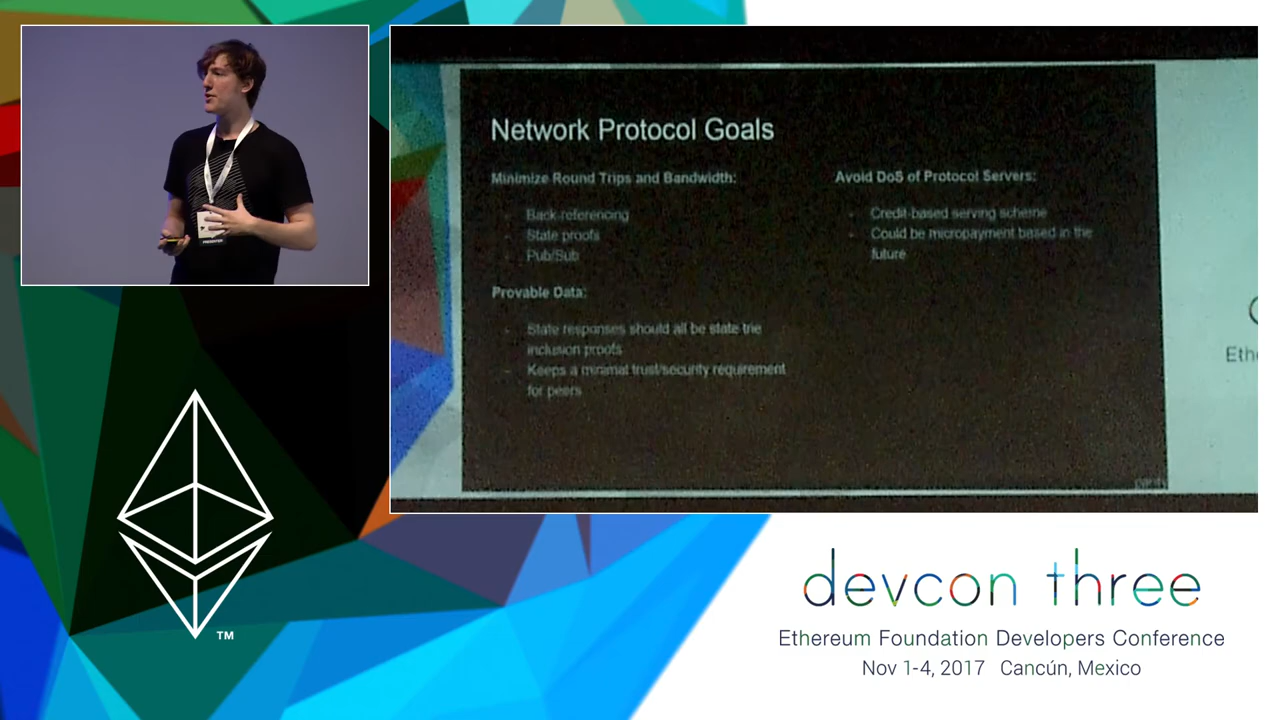 Network Protocol Goals
Minimize Round Trips and Bandwidth:
- Back-referencing
- State proofs
- Pub/Sub
Provable Data:
- State responses should all be state trie
inclusion proofs
- Keeps a minimal trust/security requirement
for peers
Avoid DoS of Protocol Servers:
- Credit-based serving scheme
- Could be micropayment based in the
future
Eth
TM
devcon three
Ethereum Foundation Developers Conference
Nov 1-4, 2017 Cancún, Mexico